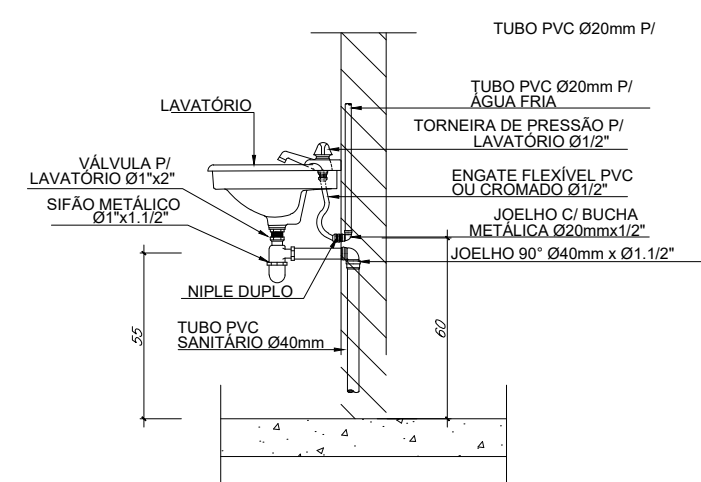 TUBO PVC Ø20mm P/
TUBO PVC Ø20mm P/
ÁGUA FRIA
LAVATÓRIO
TORNEIRA DE PRESSÃO P/
LAVATÓRIO Ø1/2"
VÁLVULA P/
LAVATÓRIO Ø1"x2"
ENGATE FLEXÍVEL PVC
OU CROMADO Ø1/2"
SIFÃO METÁLICO
Ø1"x1.1/2"
JOELHO C/ BUCHA
METÁLICA Ø20mmx1/2"
JOELHO 90° Ø40mm x Ø1.1/2"
NIPLE DUPLO
TUBO PVC
SANITÁRIO Ø40mm
55
60